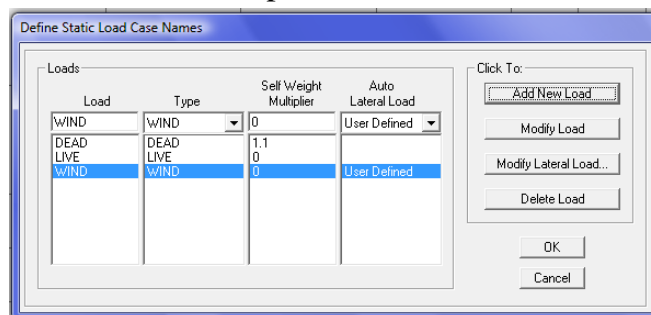 Define Static Load Case Names
Loads
Load Type Self Weight Multiplier Auto Lateral Load
WIND WIND 0 User Defined
DEAD DEAD 1.1
LIVE LIVE 0
WIND WIND 0 User Defined
Click To:
Add New Load
Modify Load
Modify Lateral Load...
Delete Load
OK
Cancel